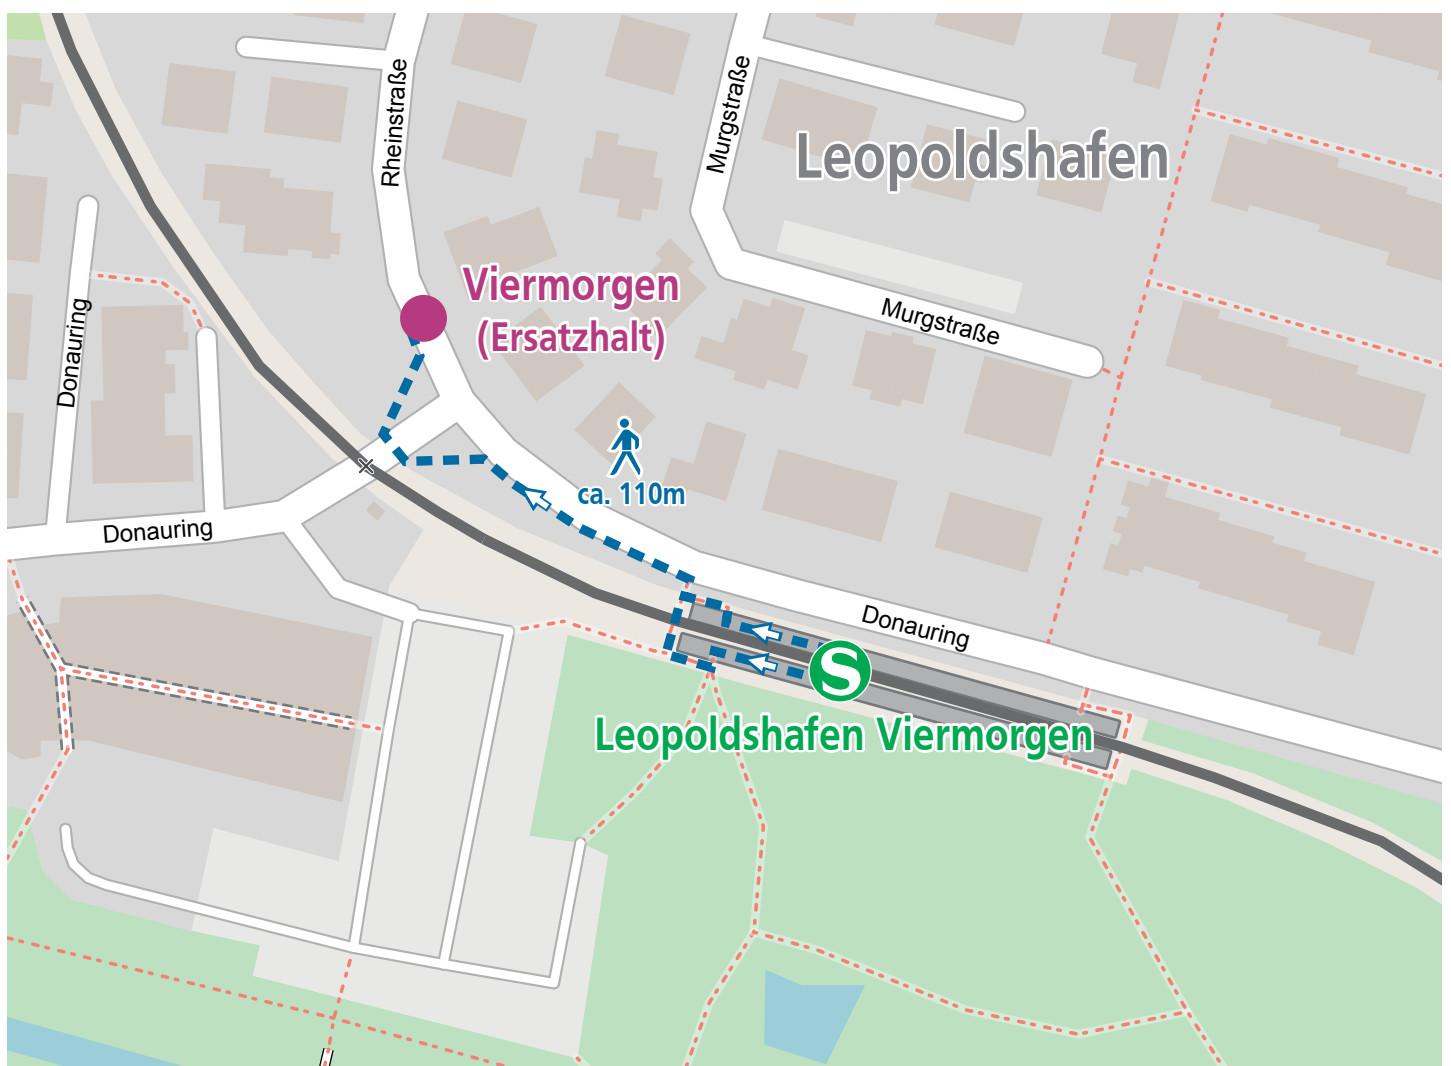 Rheinstraße
Murgstraße
Leopoldshafen
Viermorgen
(Ersatzhalt)
Murgstraße
Donauring
ca. 110m
Donauring
Donauring
S
Leopoldshafen Viermorgen